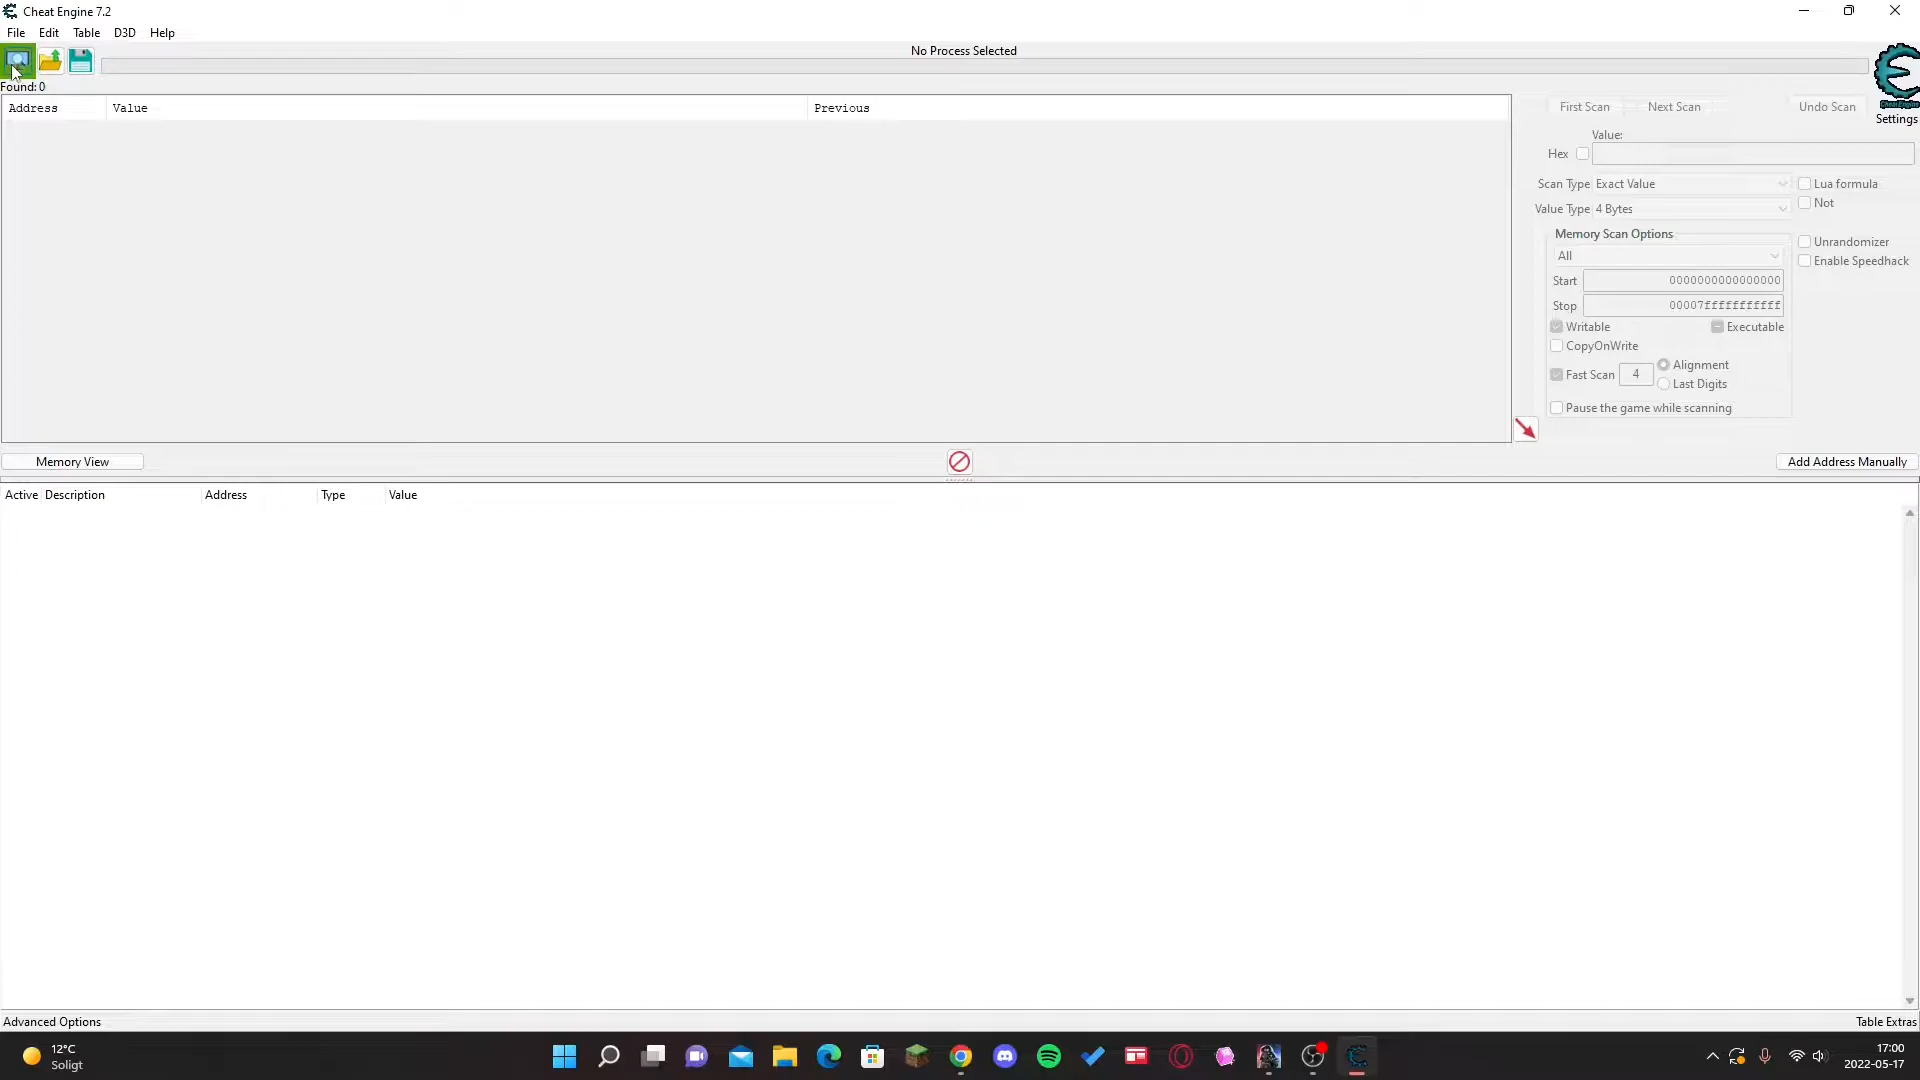 Cheat Engine 7.2
File Edit Table D3D Help
No Process Selected
Found: 0
Address Value Previous
First Scan Next Scan Undo Scan
Cheat Engine
Settings
Value:
Hex
Scan Type Exact Value Lua formula
Not
Value Type 4 Bytes
Memory Scan Options
Unrandomizer
All
Enable Speedhack
Start 0000000000000000
Stop 00007fffffffffff
Writable Executable
CopyOnWrite
Fast Scan 4 Alignment
Last Digits
Pause the game while scanning
Memory View Add Address Manually
Active Description Address Type Value
Advanced Options Table Extras
12°C
Soligt
17:00
2022-05-17